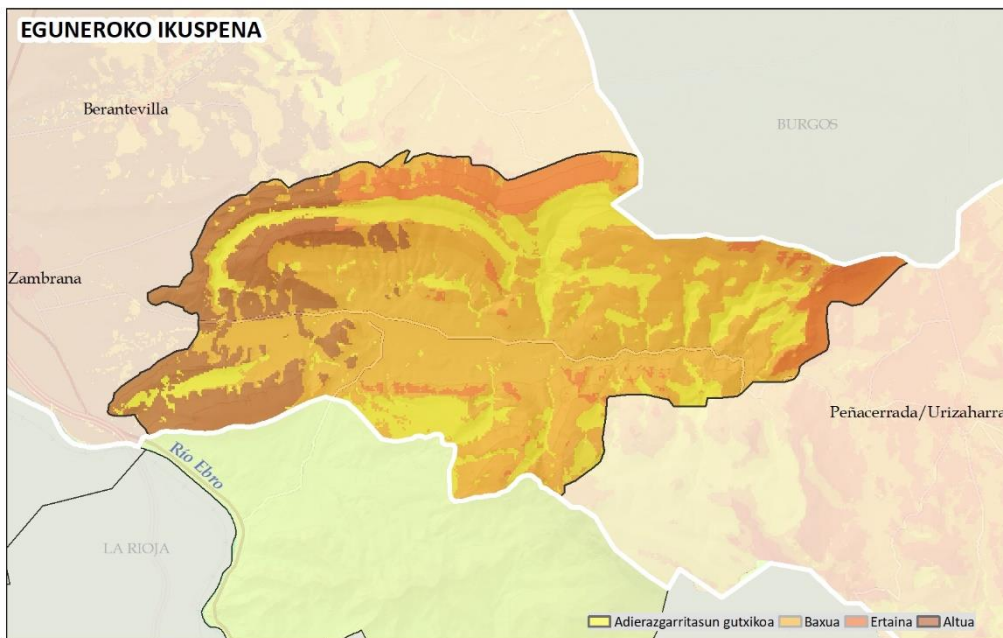 EGUNEROKO IKUSPENA
Berantevilla
BURGOS
Zambrana
Peñacerrada/Urizaharra
Río Ebro
LA RIOJA
Adierazgarritasun gutxikoa Baxua Ertaina Altua